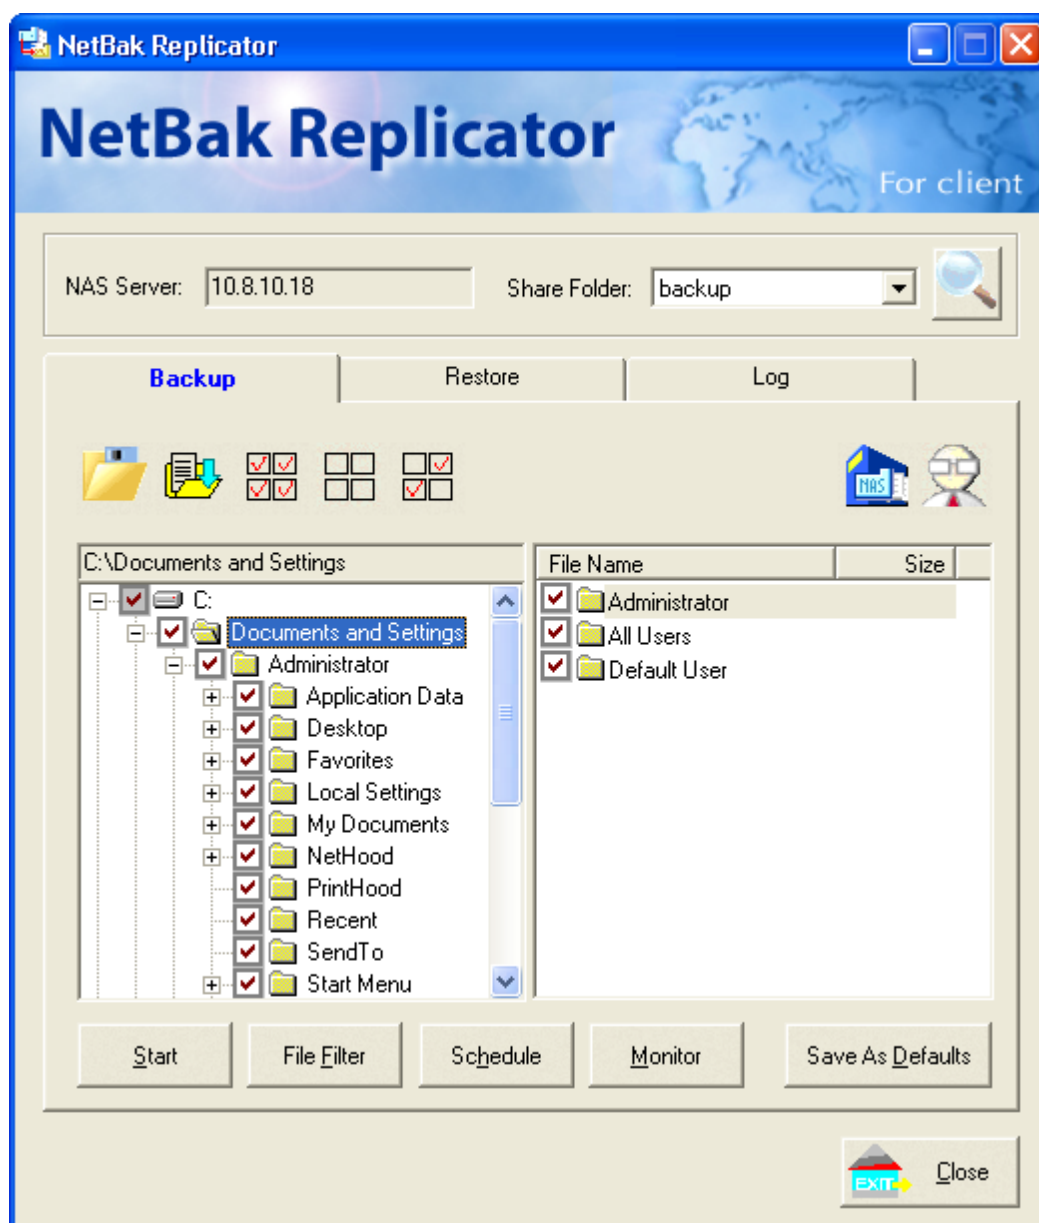 NetBak Replicator
NetBak Replicator
For client
NAS Server: 10.8.10.18 Share Folder: backup
Backup Restore Log
NAS
C:\Documents and Settings
File Name Size
C:
Documents and Settings
Administrator
Application Data
Desktop
Favorites
Local Settings
My Documents
NetHood
PrintHood
Recent
SendTo
Start Menu
Administrator
All Users
Default User
Start File Filter Schedule Monitor Save As Defaults
EXIT Close